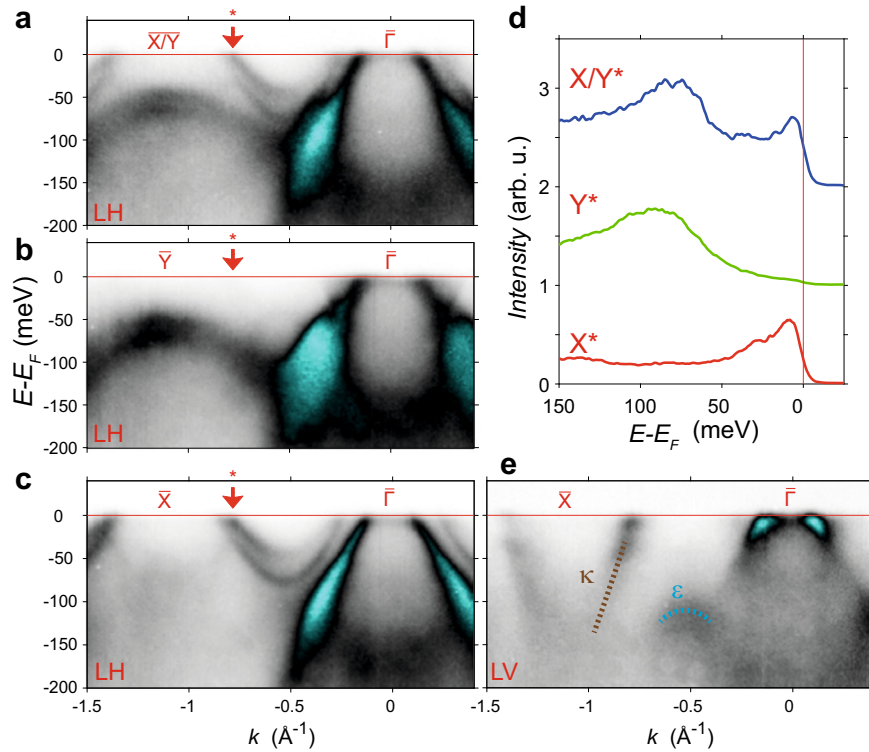 a
*
X̅/Y̅
Γ̅
0
-50
-100
-150
-200
LH
b
*
Y̅
Γ̅
0
-50
-100
-150
-200
LH
E-E_F (meV)
c
*
X̅
Γ̅
0
-50
-100
-150
-200
LH
-1.5
-1
-0.5
0
k (Å⁻¹)
d
X/Y*
Y*
X*
3
2
1
0
Intensity (arb. u.)
150
100
50
0
E-E_F (meV)
e
X̅
Γ̅
κ
ε
LV
-1.5
-1
-0.5
0
k (Å⁻¹)